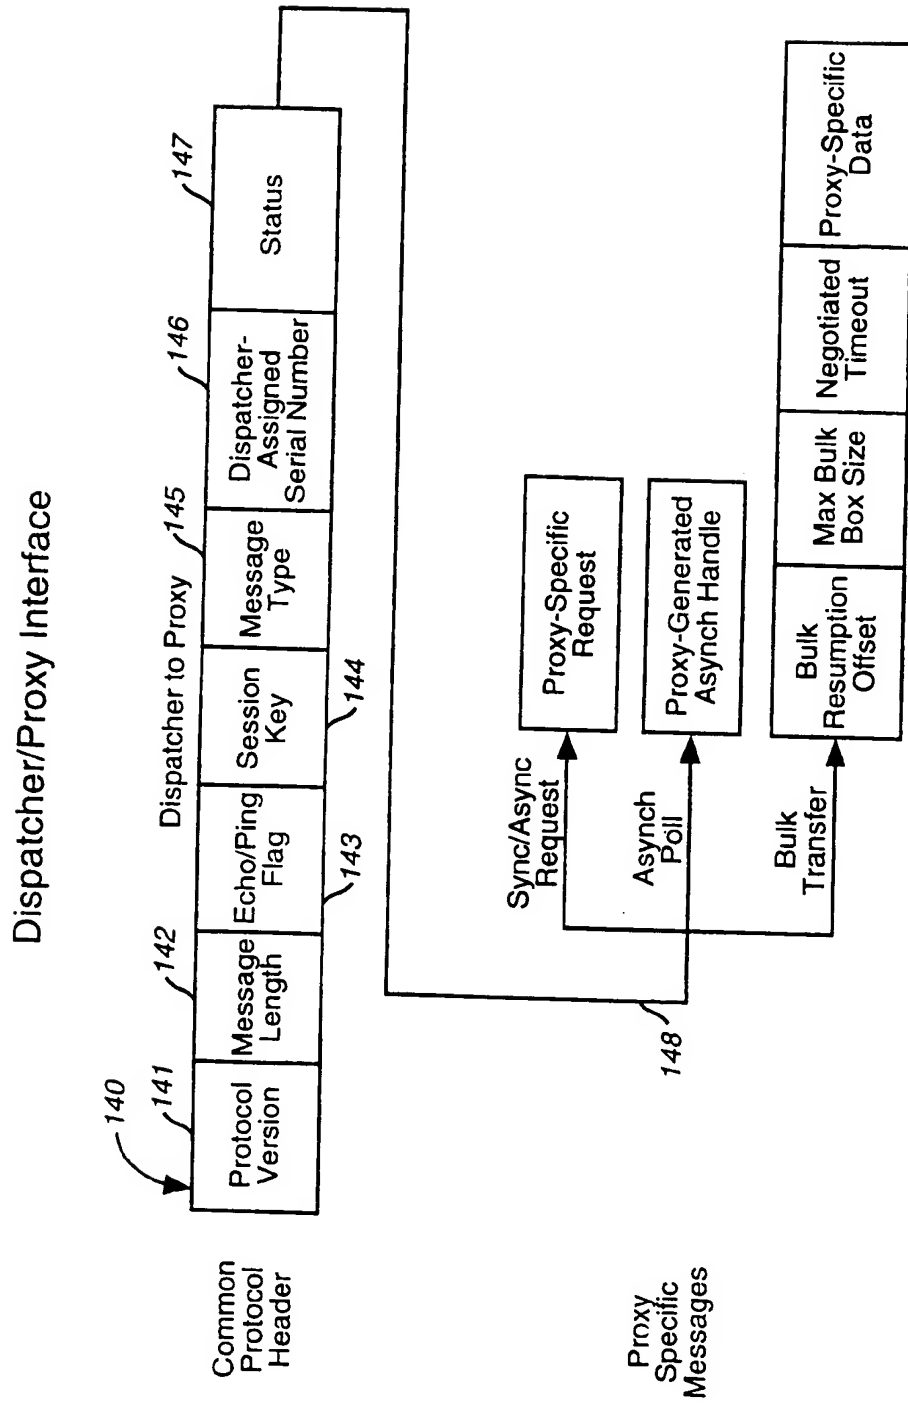 Dispatcher/Proxy Interface
Dispatcher to Proxy
140
141
142
145
146
147
Common
Protocol
Header
Protocol
Version
Message
Length
Echo/Ping
Flag
Session
Key
Message
Type
Dispatcher-
Assigned
Serial Number
Status
143
144
Proxy
Specific
Messages
148
Sync/Async
Request
Proxy-Specific
Request
Asynch
Poll
Proxy-Generated
Asynch Handle
Bulk
Transfer
Bulk
Resumption
Offset
Max Bulk
Box Size
Negotiated
Timeout
Proxy-Specific
Data